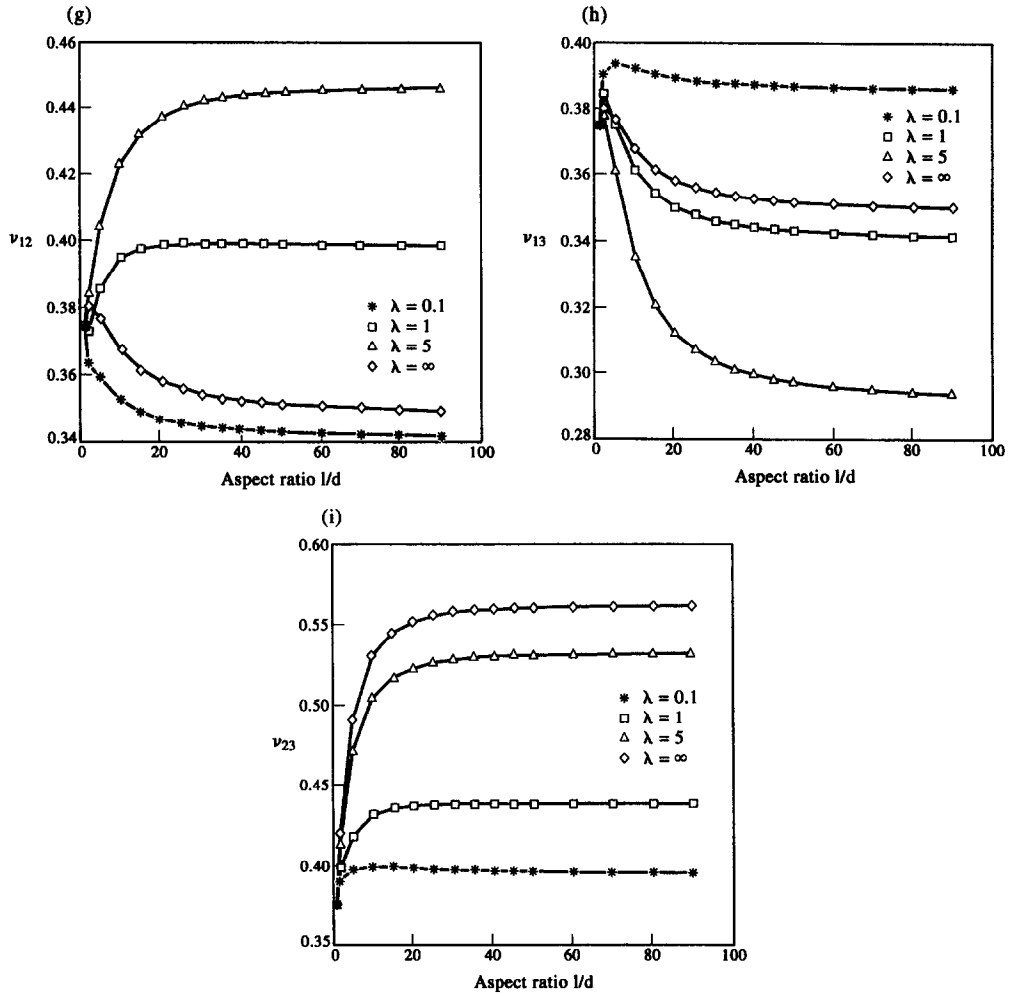 (g)
0.46
0.44
0.42
ν12
0.40
0.38
0.36
0.34
* λ = 0.1
□ λ = 1
△ λ = 5
◇ λ = ∞
0 20 40 60 80 100
Aspect ratio l/d
(h)
0.40
0.38
0.36
ν13
0.34
0.32
0.30
0.28
* λ = 0.1
□ λ = 1
△ λ = 5
◇ λ = ∞
0 20 40 60 80 100
Aspect ratio l/d
(i)
0.60
0.55
0.50
ν23
0.45
0.40
0.35
* λ = 0.1
□ λ = 1
△ λ = 5
◇ λ = ∞
0 20 40 60 80 100
Aspect ratio l/d